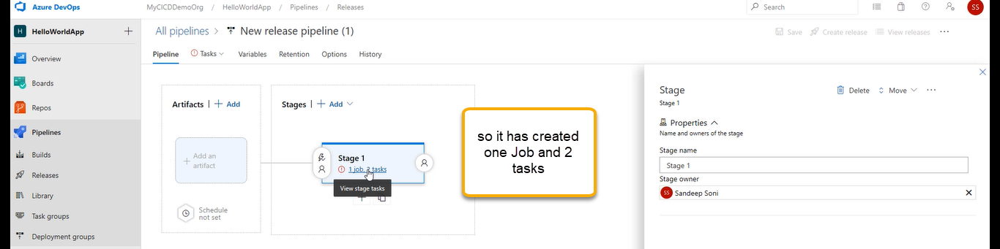 Azure DevOps
MyCICDDemoOrg / HelloWorldApp / Pipelines / Releases
Search
SS
H HelloWorldApp
All pipelines > New release pipeline (1)
Save Create release View releases ...
Pipeline Tasks Variables Retention Options History
Overview
Boards
Repos
Pipelines
Builds
Releases
Library
Task groups
Deployment groups
Artifacts | + Add
Add an
artifact
Schedule
not set
Stages | + Add
Stage 1
1 job, 2 tasks
View stage tasks
so it has created
one Job and 2
tasks
Stage
Stage 1
Delete Move ...
Properties
Name and owners of the stage
Stage name
Stage 1
Stage owner
SS Sandeep Soni